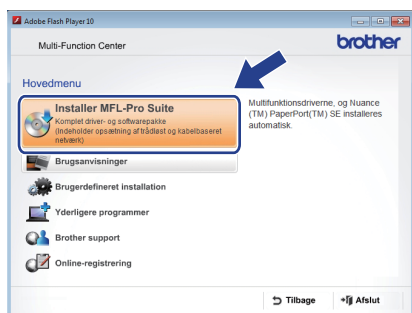 Adobe Flash Player 10
Multi-Function Center
brother
Hovedmenu
Installer MFL-Pro Suite
Komplet driver- og softwarepakke
(Indeholder opsætning af trådløst og kabelbaseret
netværk)
Multifunktionsdriverne, og Nuance
(TM) PaperPort(TM) SE installeres
automatisk.
Brugsanvisninger
Brugerdefineret installation
Yderligere programmer
Brother support
Online-registrering
Tilbage
Afslut